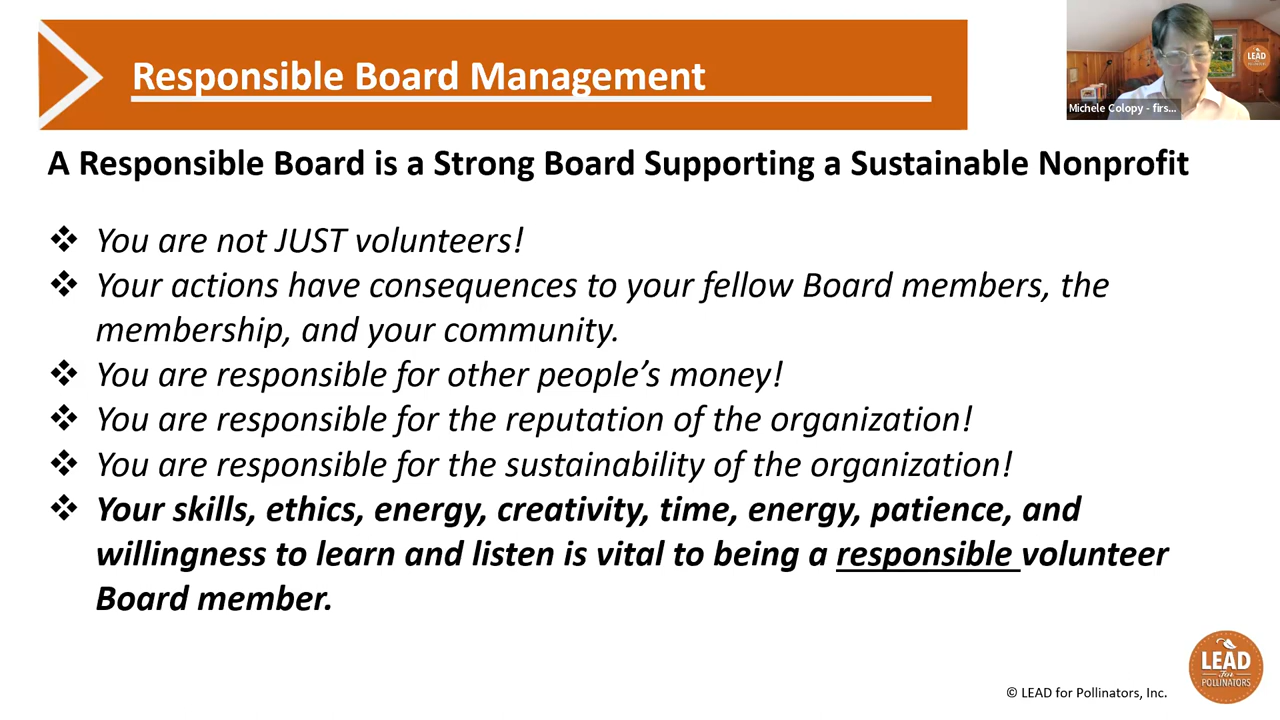 Responsible Board Management
LEAD
Michele Colopy - firs...
A Responsible Board is a Strong Board Supporting a Sustainable Nonprofit
❖ You are not JUST volunteers!
❖ Your actions have consequences to your fellow Board members, the
membership, and your community.
❖ You are responsible for other people’s money!
❖ You are responsible for the reputation of the organization!
❖ You are responsible for the sustainability of the organization!
❖ Your skills, ethics, energy, creativity, time, energy, patience, and
willingness to learn and listen is vital to being a responsible volunteer
Board member.
LEAD
for
POLLINATORS
© LEAD for Pollinators, Inc.